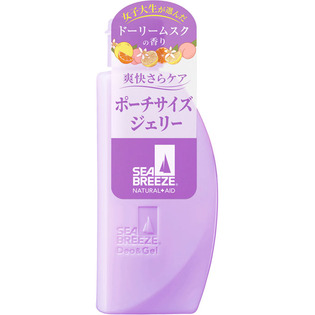 女子大生が選んだ
ドーリームスク
の香り
爽快さらケア
ポーチサイズ
ジェリー
SEA
BREEZE
NATURAL+AID
SEA
BREEZE
Deo&Gel